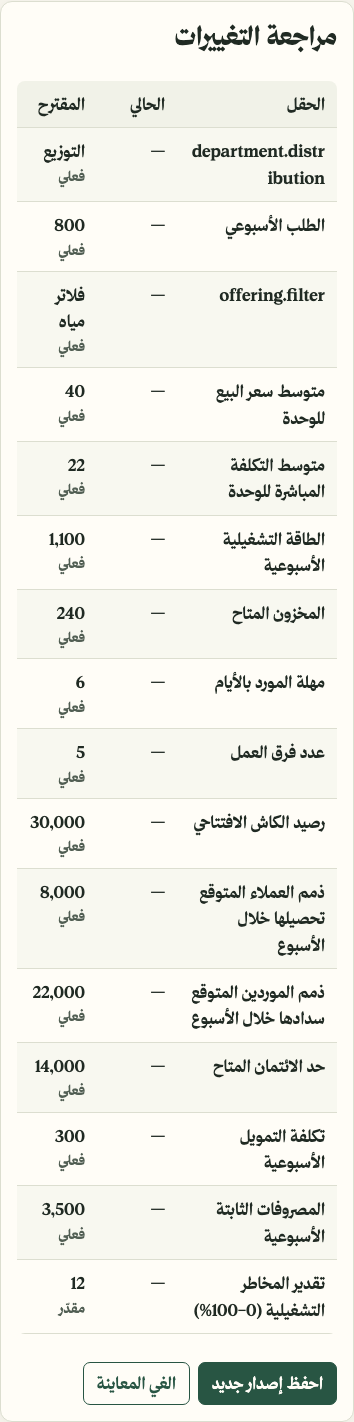 مراجعة التغييرات
الحقل الحالي المقترح
department.distr — التوزيع
ibution فعلي
الطلب الأسبوعي — 800
فعلي
offering.filter — فلاتر
مياه
فعلي
متوسط سعر البيع — 40
للوحدة فعلي
متوسط التكلفة — 22
المباشرة للوحدة فعلي
الطاقة التشغيلية — 1,100
الأسبوعية فعلي
المخزون المتاح — 240
فعلي
مهلة المورد بالأيام — 6
فعلي
عدد فرق العمل — 5
فعلي
رصيد الكاش الافتتاحي — 30,000
فعلي
ذمم العملاء المتوقع — 8,000
تحصيلها خلال فعلي
الأسبوع
ذمم الموردين المتوقع — 22,000
سدادها خلال الأسبوع فعلي
حد الائتمان المتاح — 14,000
فعلي
تكلفة التمويل — 300
الأسبوعية فعلي
المصروفات الثابتة — 3,500
الأسبوعية فعلي
تقدير المخاطر — 12
التشغيلية (0–100%) مقدّر
احفظ إصدار جديد الغي المعاينة